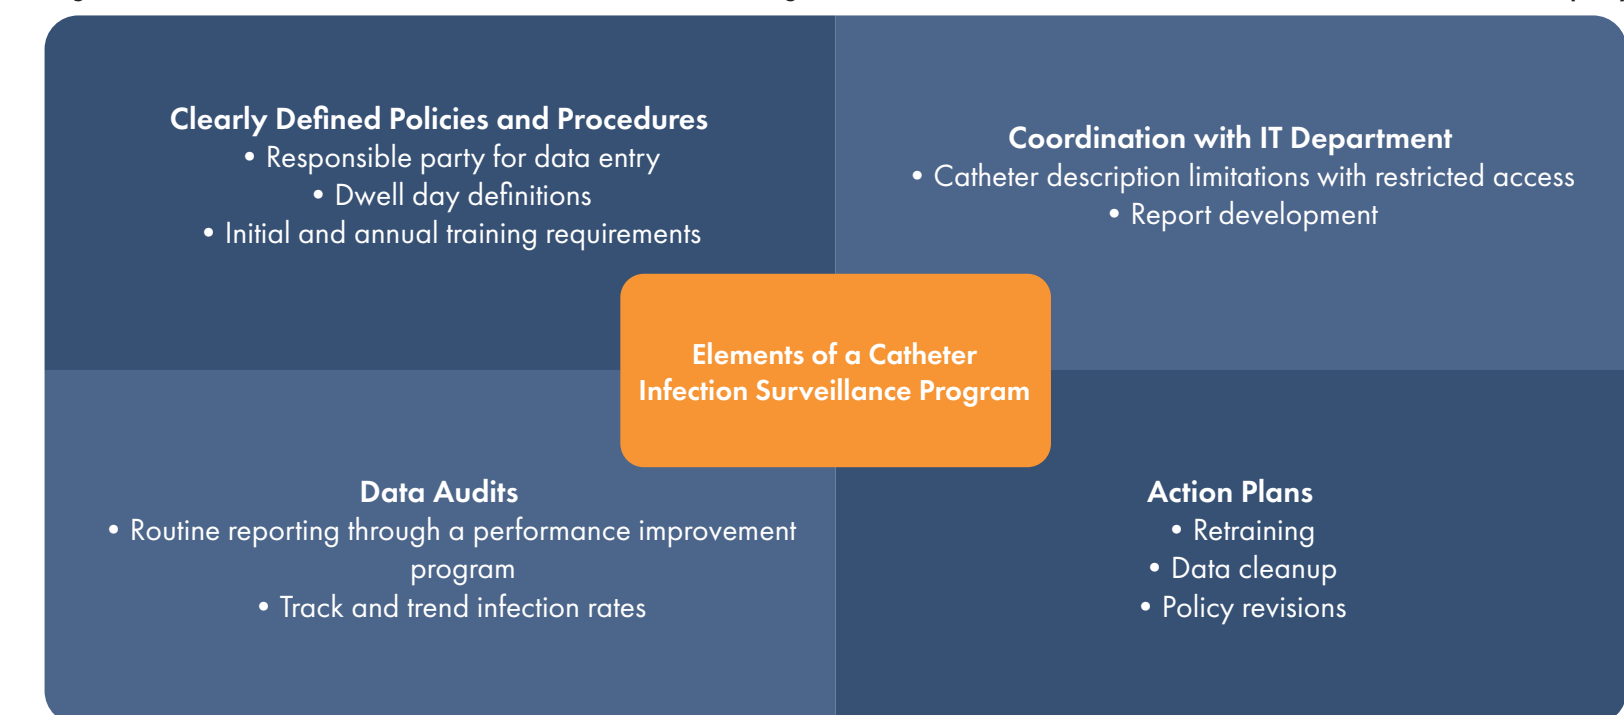 Clearly Defined Policies and Procedures
• Responsible party for data entry
• Dwell day definitions
• Initial and annual training requirements
Coordination with IT Department
• Catheter description limitations with restricted access
• Report development
Elements of a Catheter
Infection Surveillance Program
Data Audits
• Routine reporting through a performance improvement
program
• Track and trend infection rates
Action Plans
• Retraining
• Data cleanup
• Policy revisions